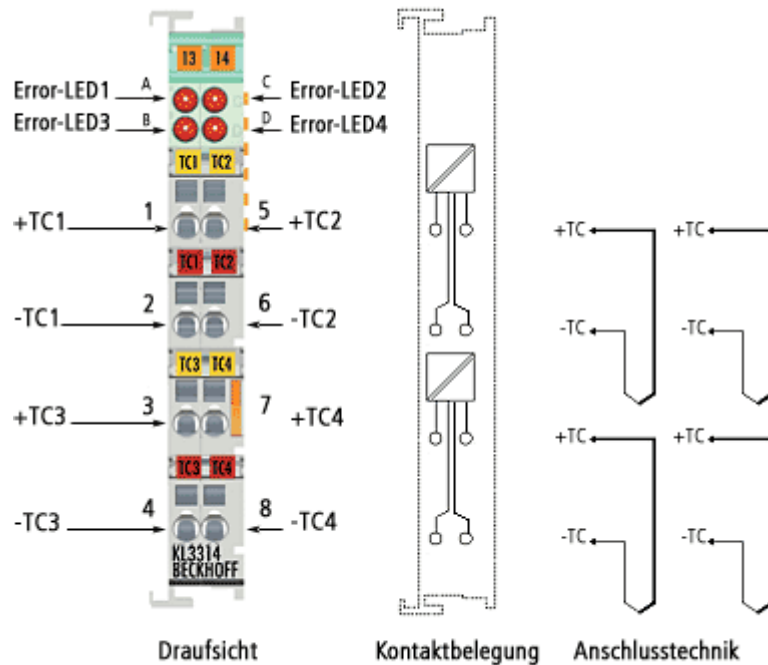 13 14
Error-LED1 A C Error-LED2
Error-LED3 B D Error-LED4
TC1 TC2
+TC1 1 5 +TC2
TC1 TC2
-TC1 2 6 -TC2
TC3 TC4
+TC3 3 7 +TC4
TC3 TC4
-TC3 4 8 -TC4
KL3314
BECKHOFF
+TC +TC
-TC -TC
+TC +TC
-TC -TC
Draufsicht Kontaktbelegung Anschlusstechnik